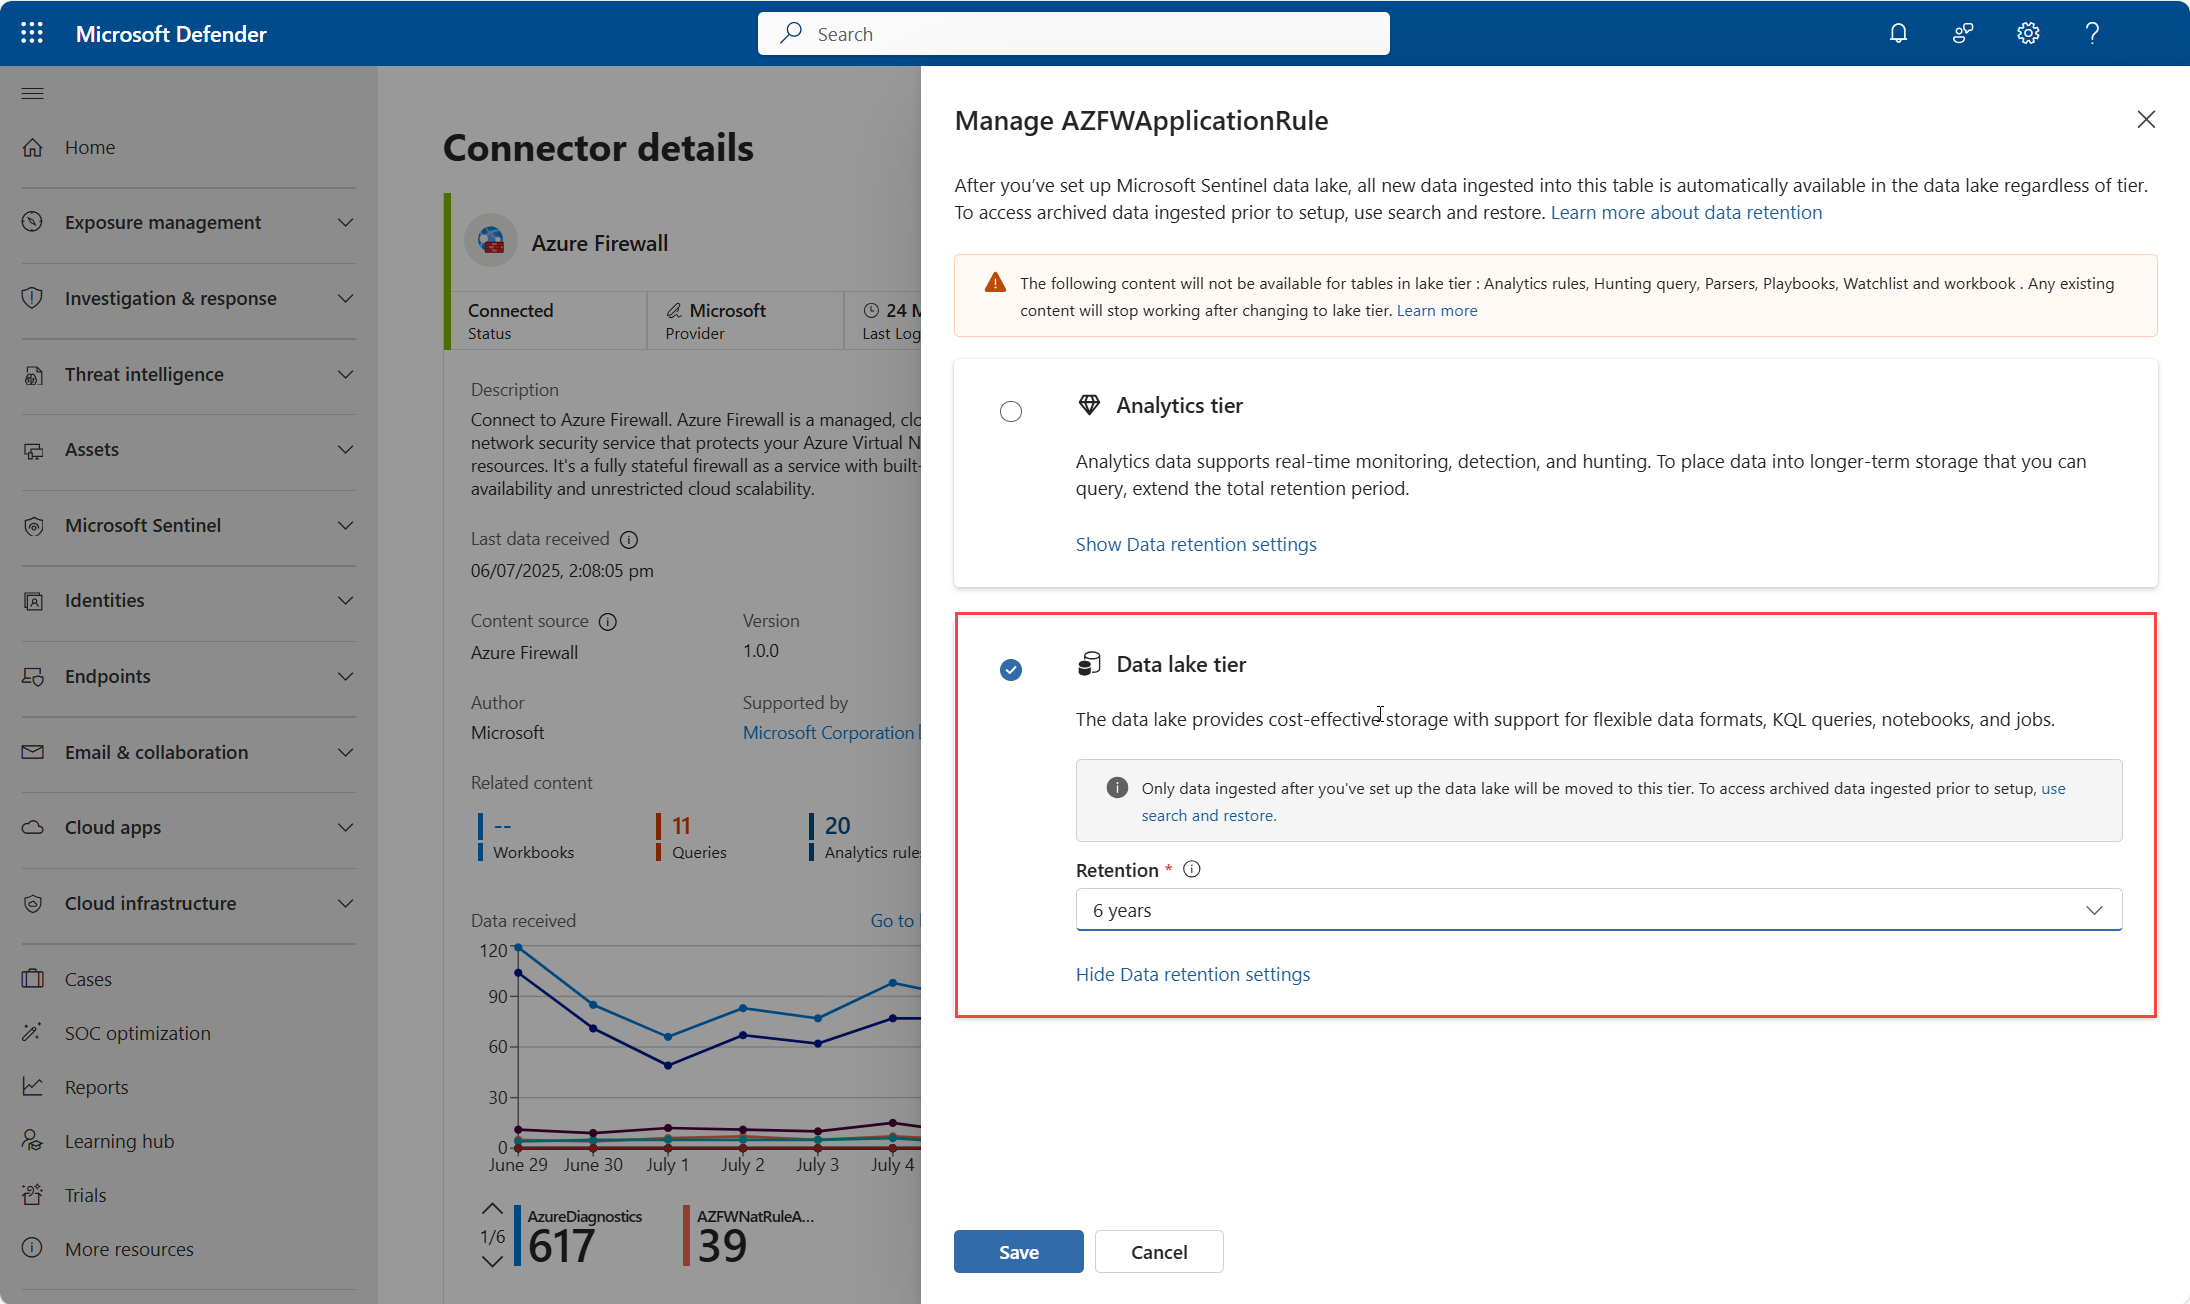 Microsoft Defender
Search
Home
Exposure management
Investigation & response
Threat intelligence
Assets
Microsoft Sentinel
Identities
Endpoints
Email & collaboration
Cloud apps
Cloud infrastructure
Cases
SOC optimization
Reports
Learning hub
Trials
More resources
Connector details
Azure Firewall
Connected
Status
Microsoft
Provider
24 M
Last Log
Description
Connect to Azure Firewall. Azure Firewall is a managed, clo
network security service that protects your Azure Virtual N
resources. It's a fully stateful firewall as a service with built-
availability and unrestricted cloud scalability.
Last data received
06/07/2025, 2:08:05 pm
Content source
Azure Firewall
Version
1.0.0
Author
Microsoft
Supported by
Microsoft Corporation
Related content
--
Workbooks
11
Queries
20
Analytics rules
Data received
Go to
120
90
60
30
0
June 29 June 30 July 1 July 2 July 3 July 4
1/6
AzureDiagnostics
617
AZFWNatRuleA...
39
Manage AZFWApplicationRule
After you've set up Microsoft Sentinel data lake, all new data ingested into this table is automatically available in the data lake regardless of tier.
To access archived data ingested prior to setup, use search and restore. Learn more about data retention
The following content will not be available for tables in lake tier : Analytics rules, Hunting query, Parsers, Playbooks, Watchlist and workbook . Any existing
content will stop working after changing to lake tier. Learn more
Analytics tier
Analytics data supports real-time monitoring, detection, and hunting. To place data into longer-term storage that you can
query, extend the total retention period.
Show Data retention settings
Data lake tier
The data lake provides cost-effective storage with support for flexible data formats, KQL queries, notebooks, and jobs.
Only data ingested after you've set up the data lake will be moved to this tier. To access archived data ingested prior to setup, use
search and restore.
Retention *
6 years
Hide Data retention settings
Save
Cancel